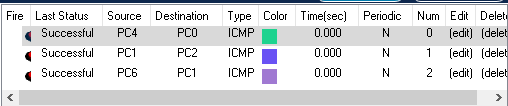 Fire Last Status Source Destination Type Color Time(sec) Periodic Num Edit Delet
Successful PC4 PC0 ICMP 0.000 N 0 (edit) (delet
Successful PC1 PC2 ICMP 0.000 N 1 (edit) (delet
Successful PC6 PC1 ICMP 0.000 N 2 (edit) (delet